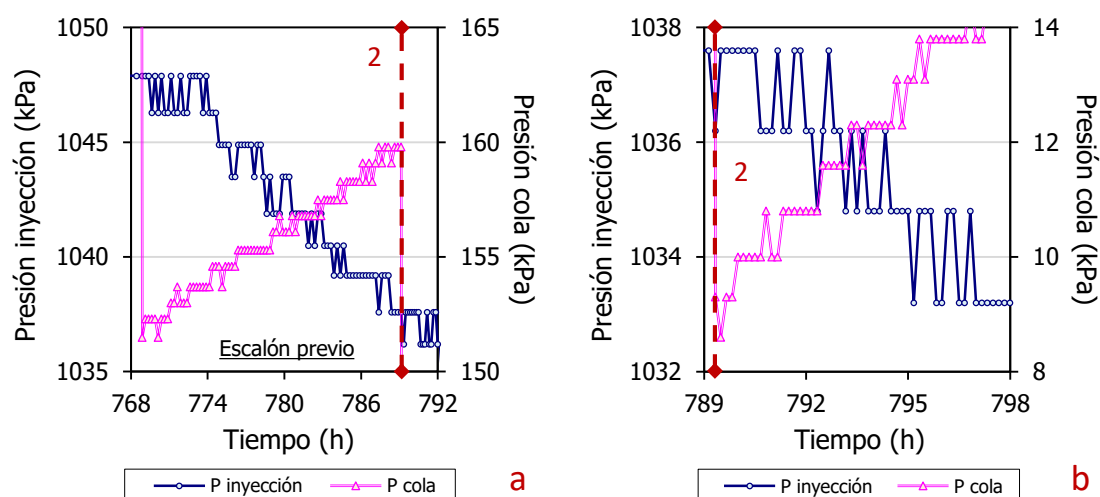 Presión inyección (kPa)
1050
1045
1040
1035
165
160
155
150
Presión cola (kPa)
2
Escalón previo
768
774
780
786
792
Tiempo (h)
P inyección
P cola
a
Presión inyección (kPa)
1038
1036
1034
1032
14
12
10
8
Presión cola (kPa)
2
789
792
795
798
Tiempo (h)
P inyección
P cola
b